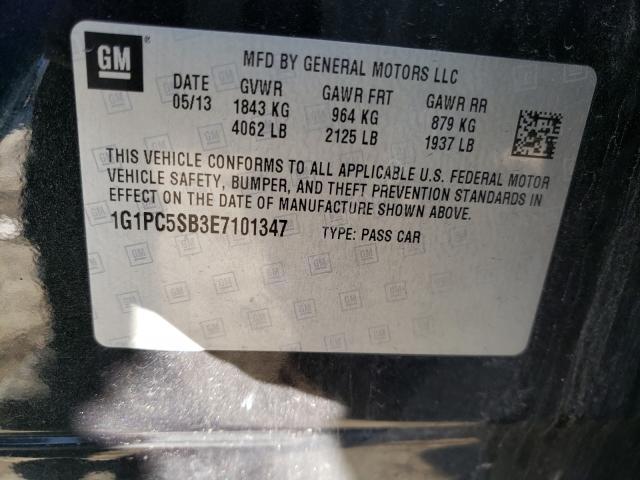 GM ®
MFD BY GENERAL MOTORS LLC
DATE GVWR GAWR FRT GAWR RR
05/13 1843 KG 964 KG 879 KG
4062 LB 2125 LB 1937 LB
THIS VEHICLE CONFORMS TO ALL APPLICABLE U.S. FEDERAL MOTOR
VEHICLE SAFETY, BUMPER, AND THEFT PREVENTION STANDARDS IN
EFFECT ON THE DATE OF MANUFACTURE SHOWN ABOVE.
1G1PC5SB3E7101347 TYPE: PASS CAR